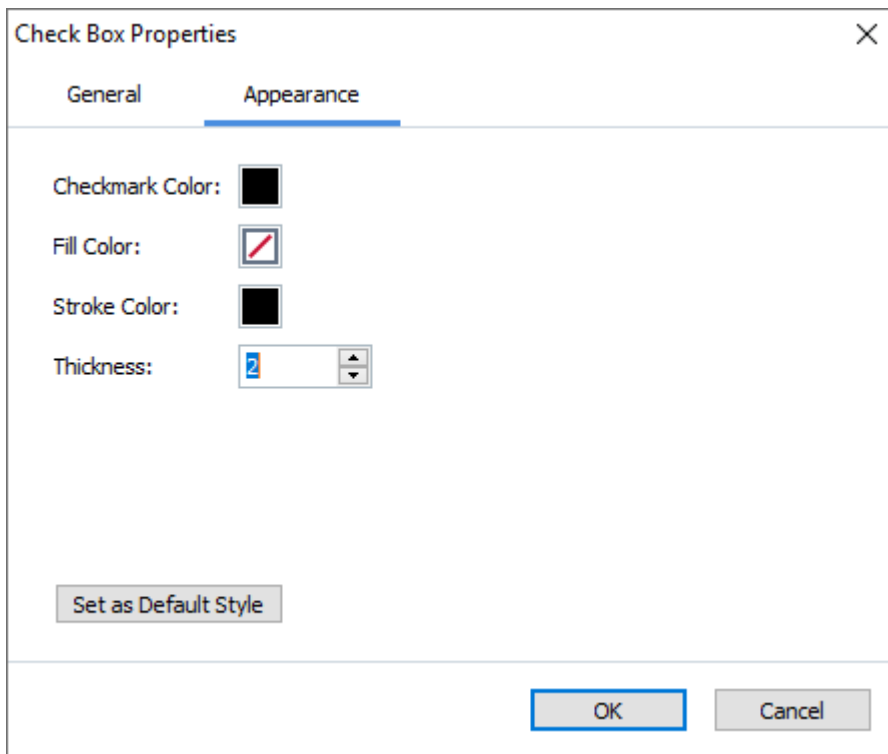 Check Box Properties
General Appearance
Checkmark Color:
Fill Color:
Stroke Color:
Thickness: 2
Set as Default Style
OK Cancel